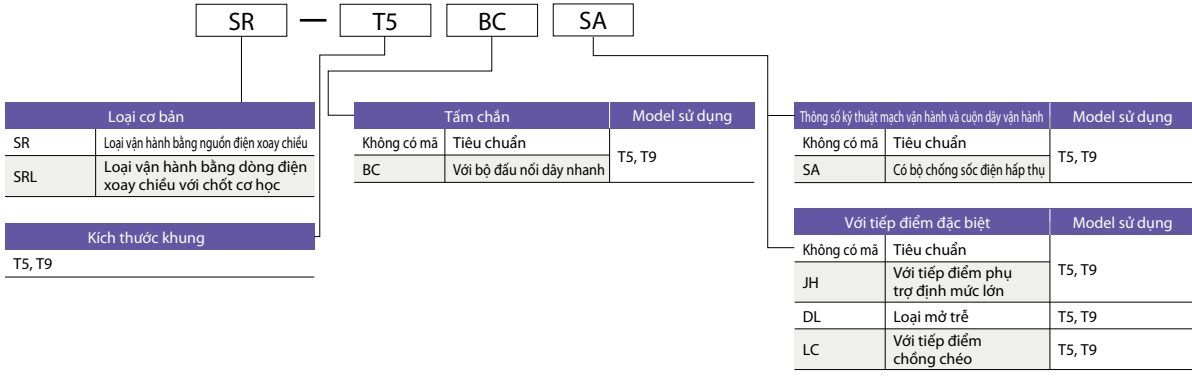 SR — T5 BC SA
Loại cơ bản
SR Loại vận hành bằng nguồn điện xoay chiều
SRL Loại vận hành bằng dòng điện
xoay chiều với chốt cơ học
Kích thước khung
T5, T9
Tấm chắn Model sử dụng
Không có mã Tiêu chuẩn T5, T9
BC Với bộ đấu nối dây nhanh
Thông số kỹ thuật mạch vận hành và cuộn dây vận hành Model sử dụng
Không có mã Tiêu chuẩn T5, T9
SA Có bộ chống sốc điện hấp thụ
Với tiếp điểm đặc biệt Model sử dụng
Không có mã Tiêu chuẩn T5, T9
JH Với tiếp điểm phụ
trợ định mức lớn
DL Loại mở trễ T5, T9
LC Với tiếp điểm
chồng chéo T5, T9